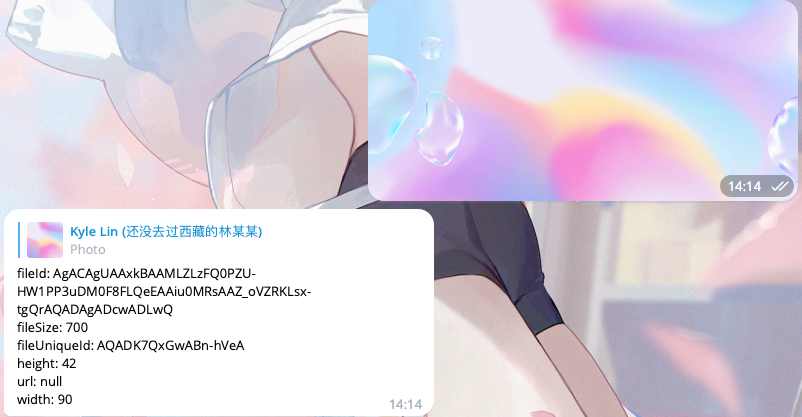 14:14
Kyle Lin (还没去过西藏的林某某)
Photo
fileId: AgACAgUAAxkBAAMLZLzFQ0PZU-
HW1PP3uDM0F8FLQeEAAiu0MRsAAZ_oVZRKLsx-
tgQrAQADAgADcwADLwQ
fileSize: 700
fileUniqueId: AQADK7QxGwABn-hVeA
height: 42
url: null
width: 90
14:14